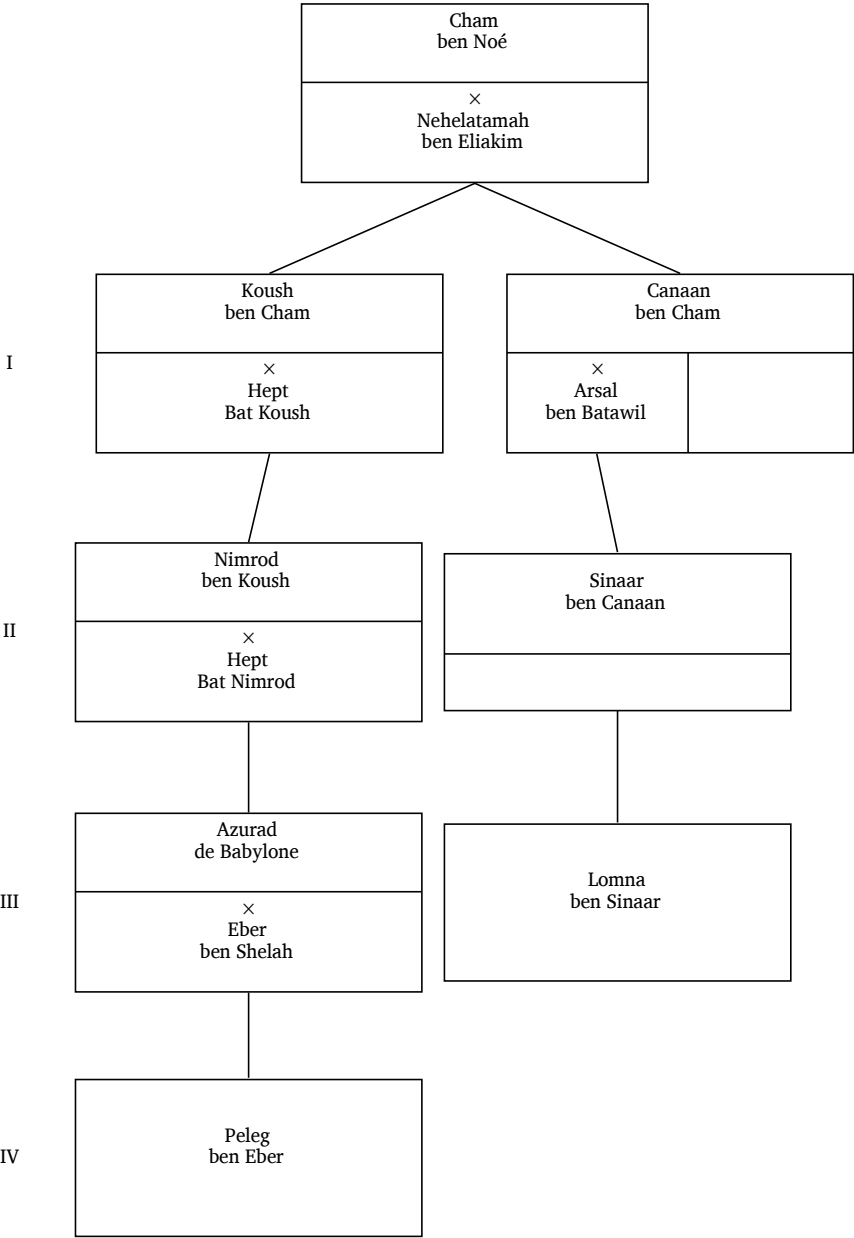 Cham
ben Noé
×
Nehelatamah
ben Eliakim
I
Koush
ben Cham
×
Hept
Bat Koush
Canaan
ben Cham
×
Arsal
ben Batawil
II
Nimrod
ben Koush
×
Hept
Bat Nimrod
Sinaar
ben Canaan
III
Azurad
de Babylone
×
Eber
ben Shelah
Lomna
ben Sinaar
IV
Peleg
ben Eber